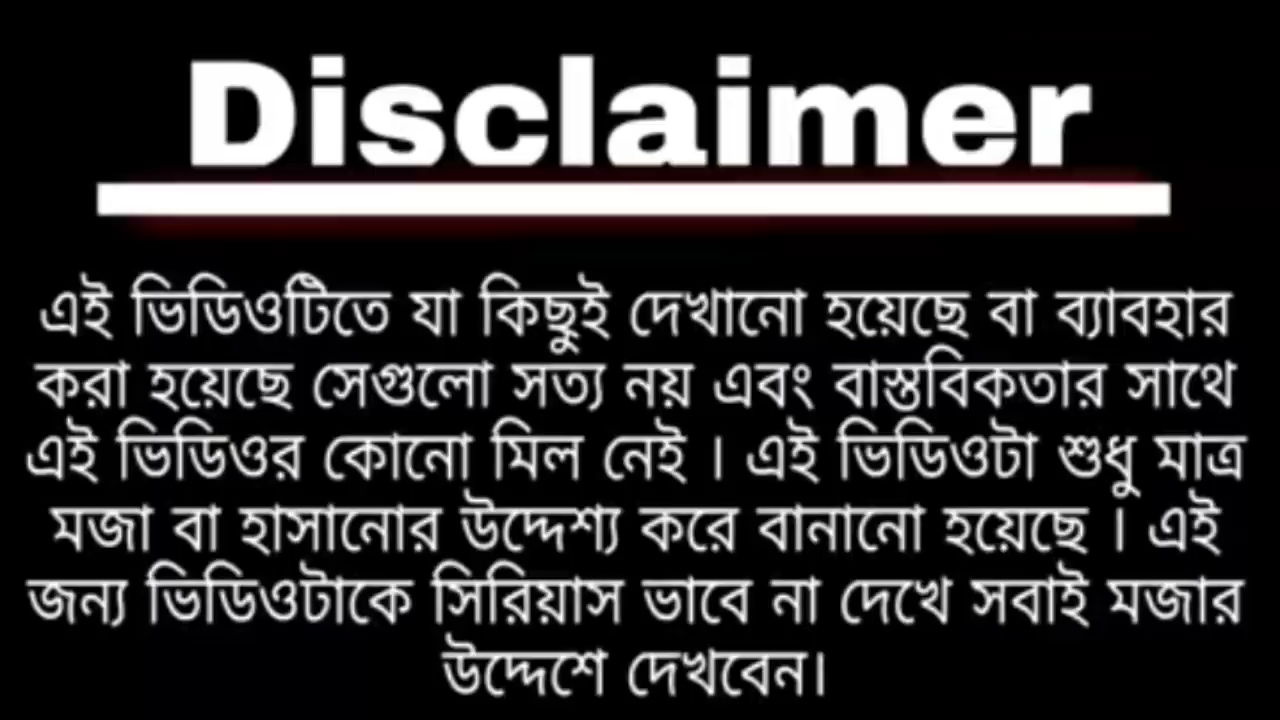 Disclaimer
এই ভিডিওটিতে যা কিছুই দেখানো হয়েছে বা ব্যাবহার
করা হয়েছে সেগুলো সত্য নয় এবং বাস্তবিকতার সাথে
এই ভিডিওর কোনো মিল নেই । এই ভিডিওটা শুধু মাত্র
মজা বা হাসানোর উদ্দেশ্য করে বানানো হয়েছে । এই
জন্য ভিডিওটাকে সিরিয়াস ভাবে না দেখে সবাই মজার
উদ্দেশে দেখবেন।